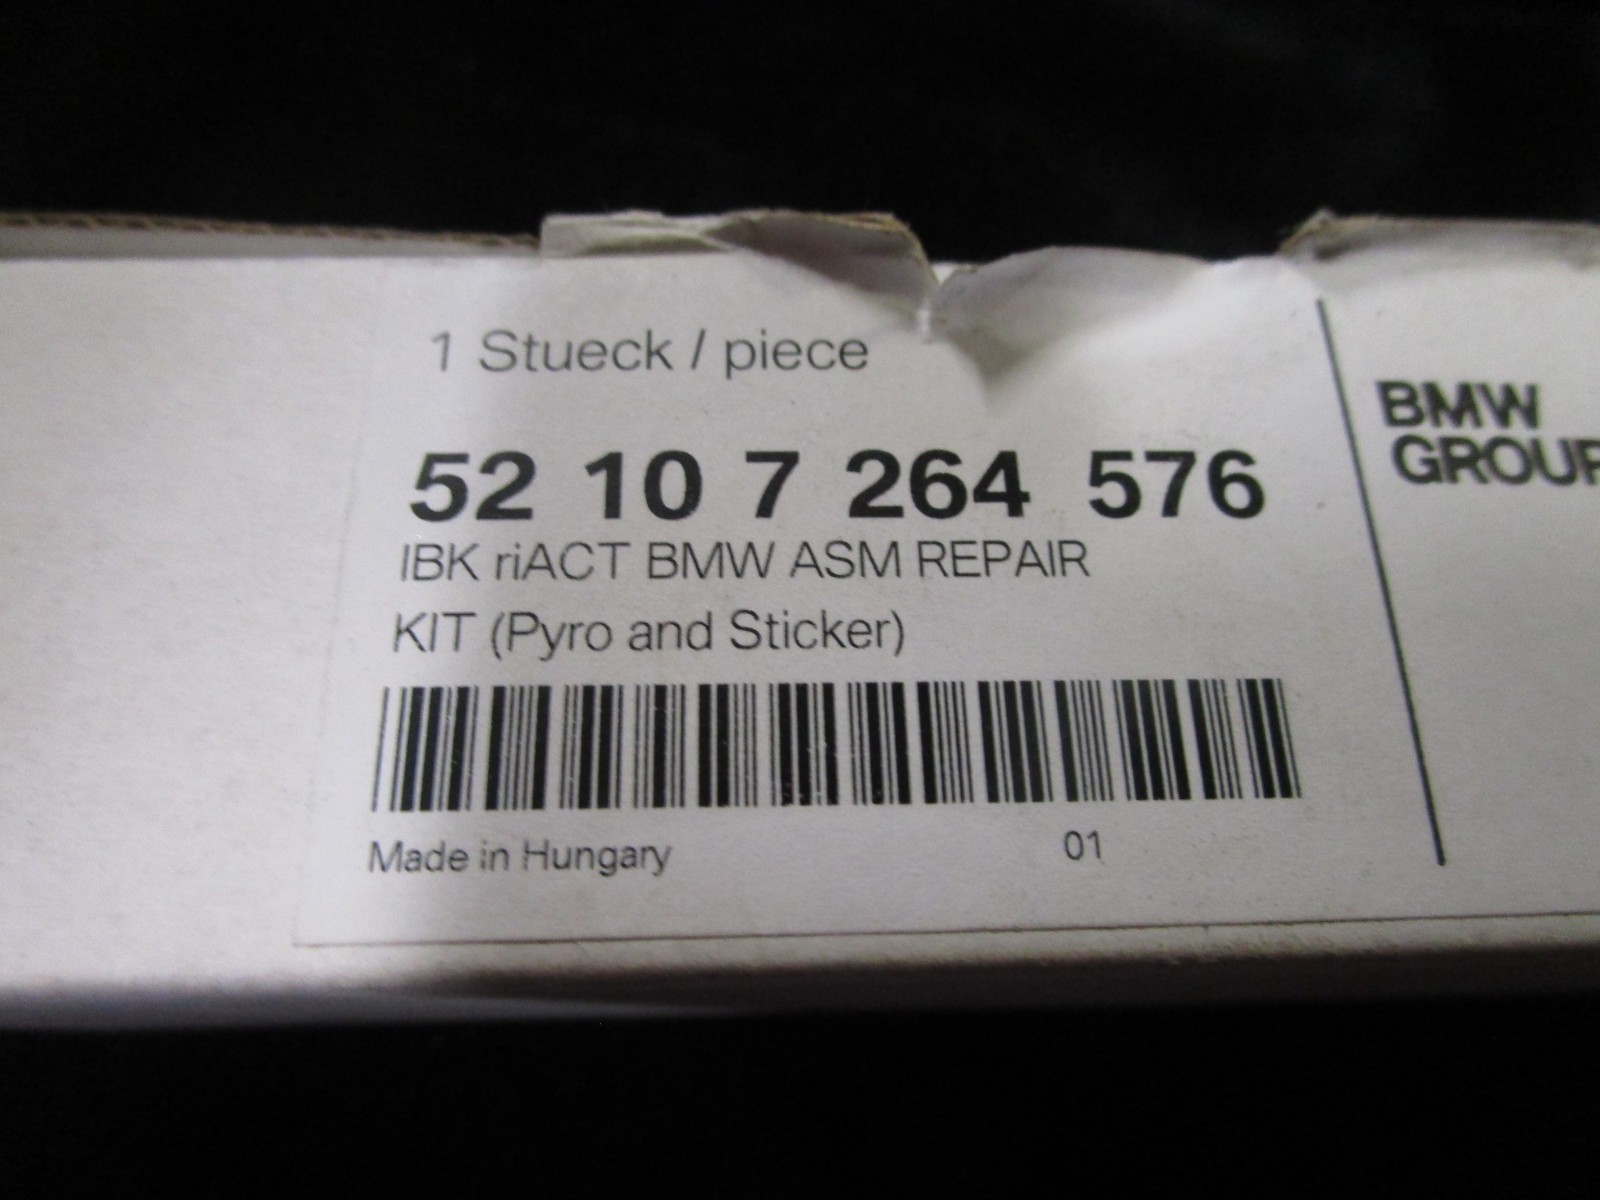 1 Stueck / piece
52 10 7 264 576
IBK riACT BMW ASM REPAIR
KIT (Pyro and Sticker)
Made in Hungary
01
BMW
GROUP